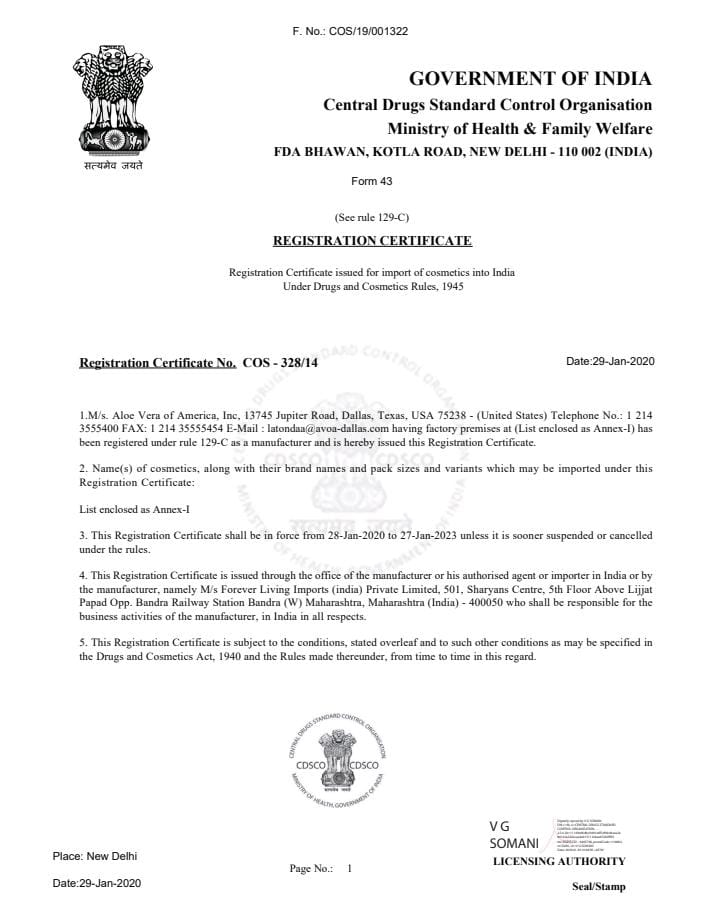 F. No.: COS/19/001322
GOVERNMENT OF INDIA
Central Drugs Standard Control Organisation
Ministry of Health & Family Welfare
FDA BHAWAN, KOTLA ROAD, NEW DELHI - 110 002 (INDIA)
सत्यमेव जयते
Form 43
(See rule 129-C)
REGISTRATION CERTIFICATE
Registration Certificate issued for import of cosmetics into India
Under Drugs and Cosmetics Rules, 1945
Registration Certificate No. COS - 328/14
Date:29-Jan-2020
1.M/s. Aloe Vera of America, Inc, 13745 Jupiter Road, Dallas, Texas, USA 75238 - (United States) Telephone No.: 1 214
3555400 FAX: 1 214 35555454 E-Mail : latondaa@avoa-dallas.com having factory premises at (List enclosed as Annex-I) has
been registered under rule 129-C as a manufacturer and is hereby issued this Registration Certificate.
2. Name(s) of cosmetics, along with their brand names and pack sizes and variants which may be imported under this
Registration Certificate:
List enclosed as Annex-I
3. This Registration Certificate shall be in force from 28-Jan-2020 to 27-Jan-2023 unless it is sooner suspended or cancelled
under the rules.
4. This Registration Certificate is issued through the office of the manufacturer or his authorised agent or importer in India or by
the manufacturer, namely M/s Forever Living Imports (india) Private Limited, 501, Sharyans Centre, 5th Floor Above Lijjat
Papad Opp. Bandra Railway Station Bandra (W) Maharashtra, Maharashtra (India) - 400050 who shall be responsible for the
business activities of the manufacturer, in India in all respects.
5. This Registration Certificate is subject to the conditions, stated overleaf and to such other conditions as may be specified in
the Drugs and Cosmetics Act, 1940 and the Rules made thereunder, from time to time in this regard.
CENTRAL DRUGS STANDARD CONTROL ORGANISATION
CDSCO CDSCO
सत्यमेव जयते
MINISTRY OF HEALTH, GOVERNMENT OF INDIA
V G
SOMANI
LICENSING AUTHORITY
Seal/Stamp
Place: New Delhi
Page No.: 1
Date:29-Jan-2020